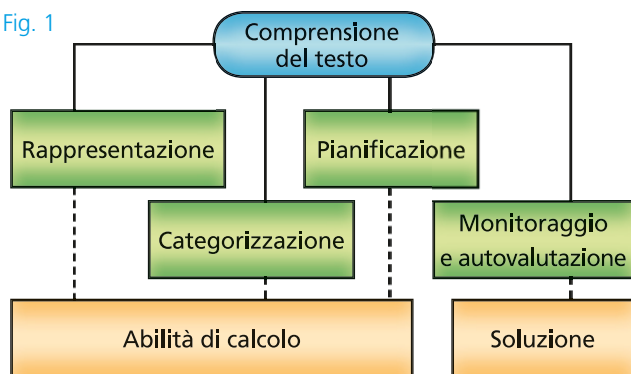 Fig. 1
Comprensione
del testo
Rappresentazione
Pianificazione
Categorizzazione
Monitoraggio
e autovalutazione
Abilità di calcolo
Soluzione